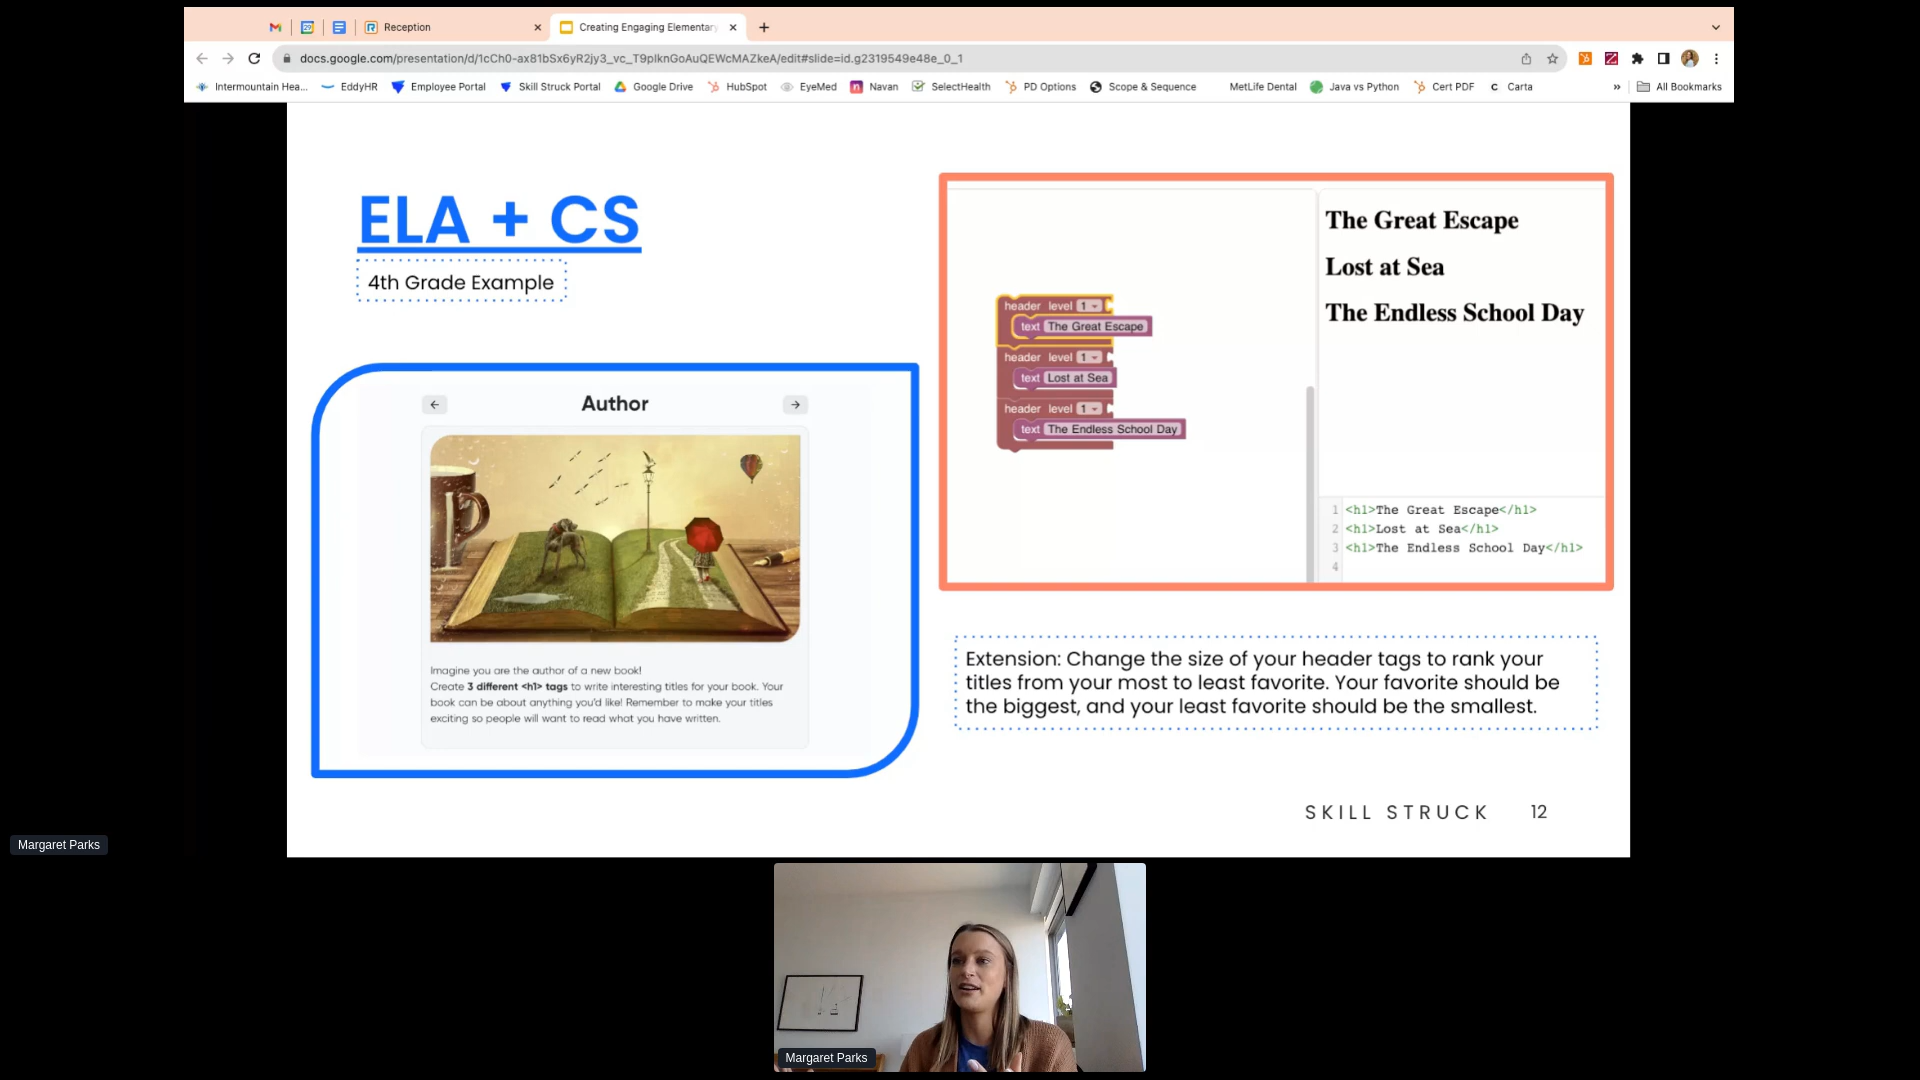 Reception
Creating Engaging Elementary
docs.google.com/presentation/d/1cCh0-ax81bSx6yR2jy3_vc_T9plknGoAuQEWcMAZkeA/edit#slide=id.g2319549e48e_0_1
Intermountain Hea...
EddyHR
Employee Portal
Skill Struck Portal
Google Drive
HubSpot
EyeMed
Navan
SelectHealth
PD Options
Scope & Sequence
MetLife Dental
Java vs Python
Cert PDF
Carta
»
All Bookmarks
ELA + CS
4th Grade Example
Author
Imagine you are the author of a new book!
Create 3 different <h1> tags to write interesting titles for your book. Your
book can be about anything you'd like! Remember to make your titles
exciting so people will want to read what you have written.
header level 1
text The Great Escape
header level 1
text Lost at Sea
header level 1
text The Endless School Day
The Great Escape
Lost at Sea
The Endless School Day
1 <h1>The Great Escape</h1>
2 <h1>Lost at Sea</h1>
3 <h1>The Endless School Day</h1>
4
Extension: Change the size of your header tags to rank your
titles from your most to least favorite. Your favorite should be
the biggest, and your least favorite should be the smallest.
SKILL STRUCK 12
Margaret Parks
Margaret Parks